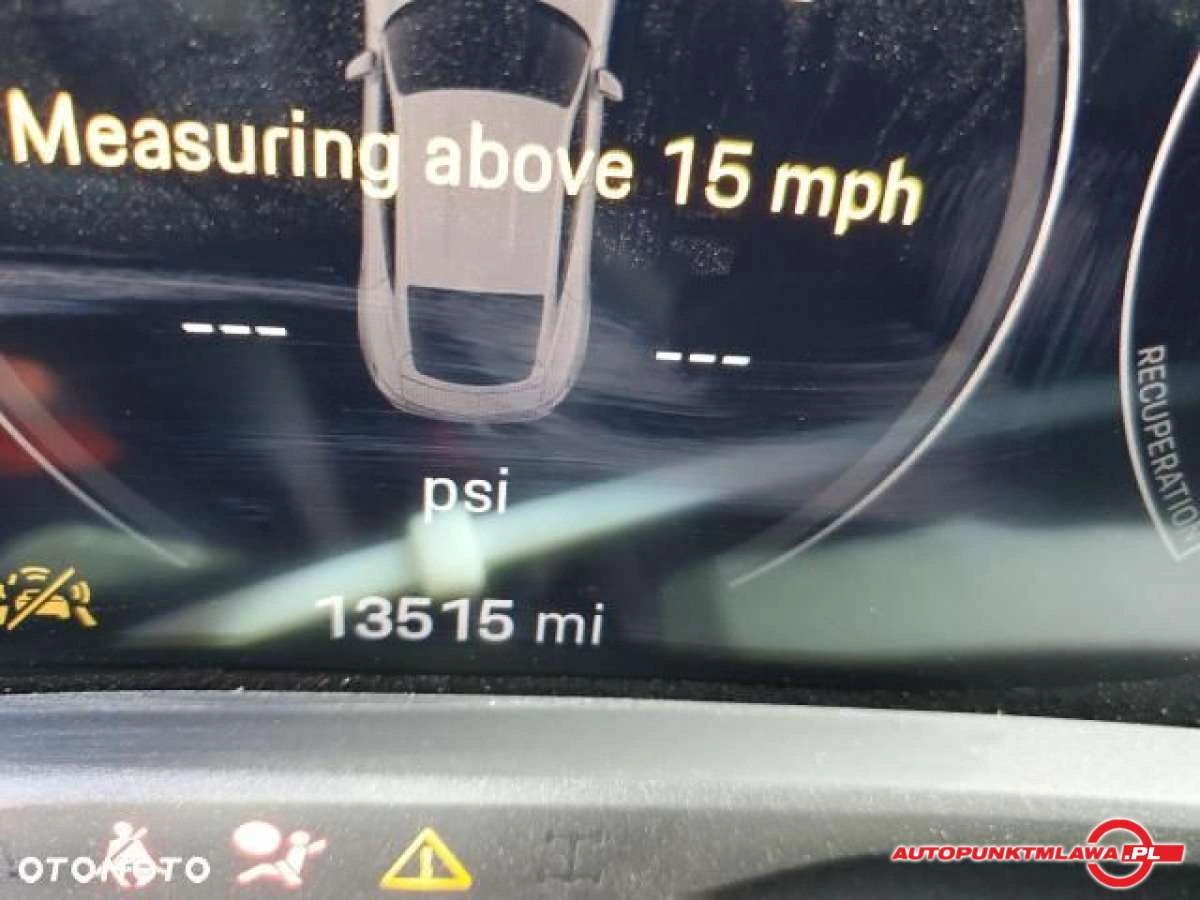 Measuring above 15 mph
--- ---
RECUPERATION
psi
13515 mi
OTOMOTO
AUTOPUNKTMLAWA.PL